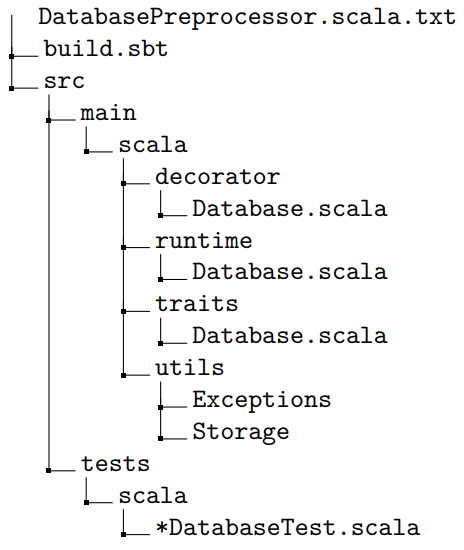 DatabasePreprocessor.scala.txt
build.sbt
src
main
scala
decorator
Database.scala
runtime
Database.scala
traits
Database.scala
utils
Exceptions
Storage
tests
scala
*DatabaseTest.scala